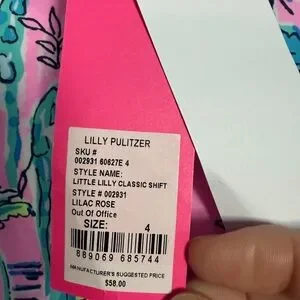 LILLY PULITZER
SKU #
002931 60627E 4
STYLE NAME:
LITTLE LILLY CLASSIC SHIFT
STYLE # 002931
LILAC ROSE
Out Of Office
SIZE: 4
889069 685744
MANUFACTURER'S SUGGESTED PRICE
$58.00